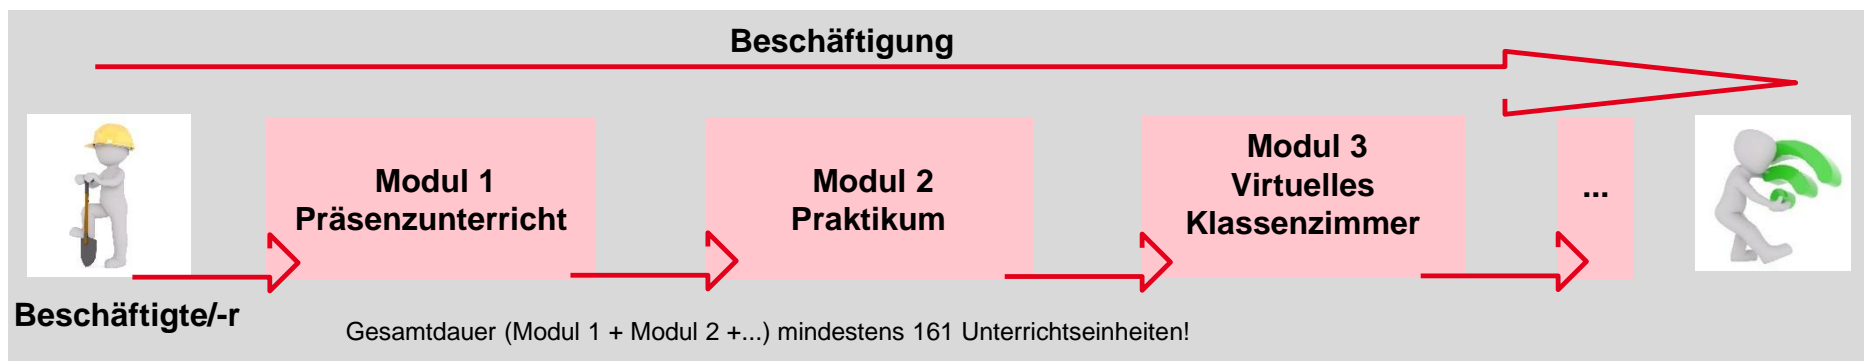 Beschäftigung
Modul 1
Präsenzunterricht
Modul 2
Praktikum
Modul 3
Virtuelles
Klassenzimmer
...
Beschäftigte/-r
Gesamtdauer (Modul 1 + Modul 2 +...) mindestens 161 Unterrichtseinheiten!